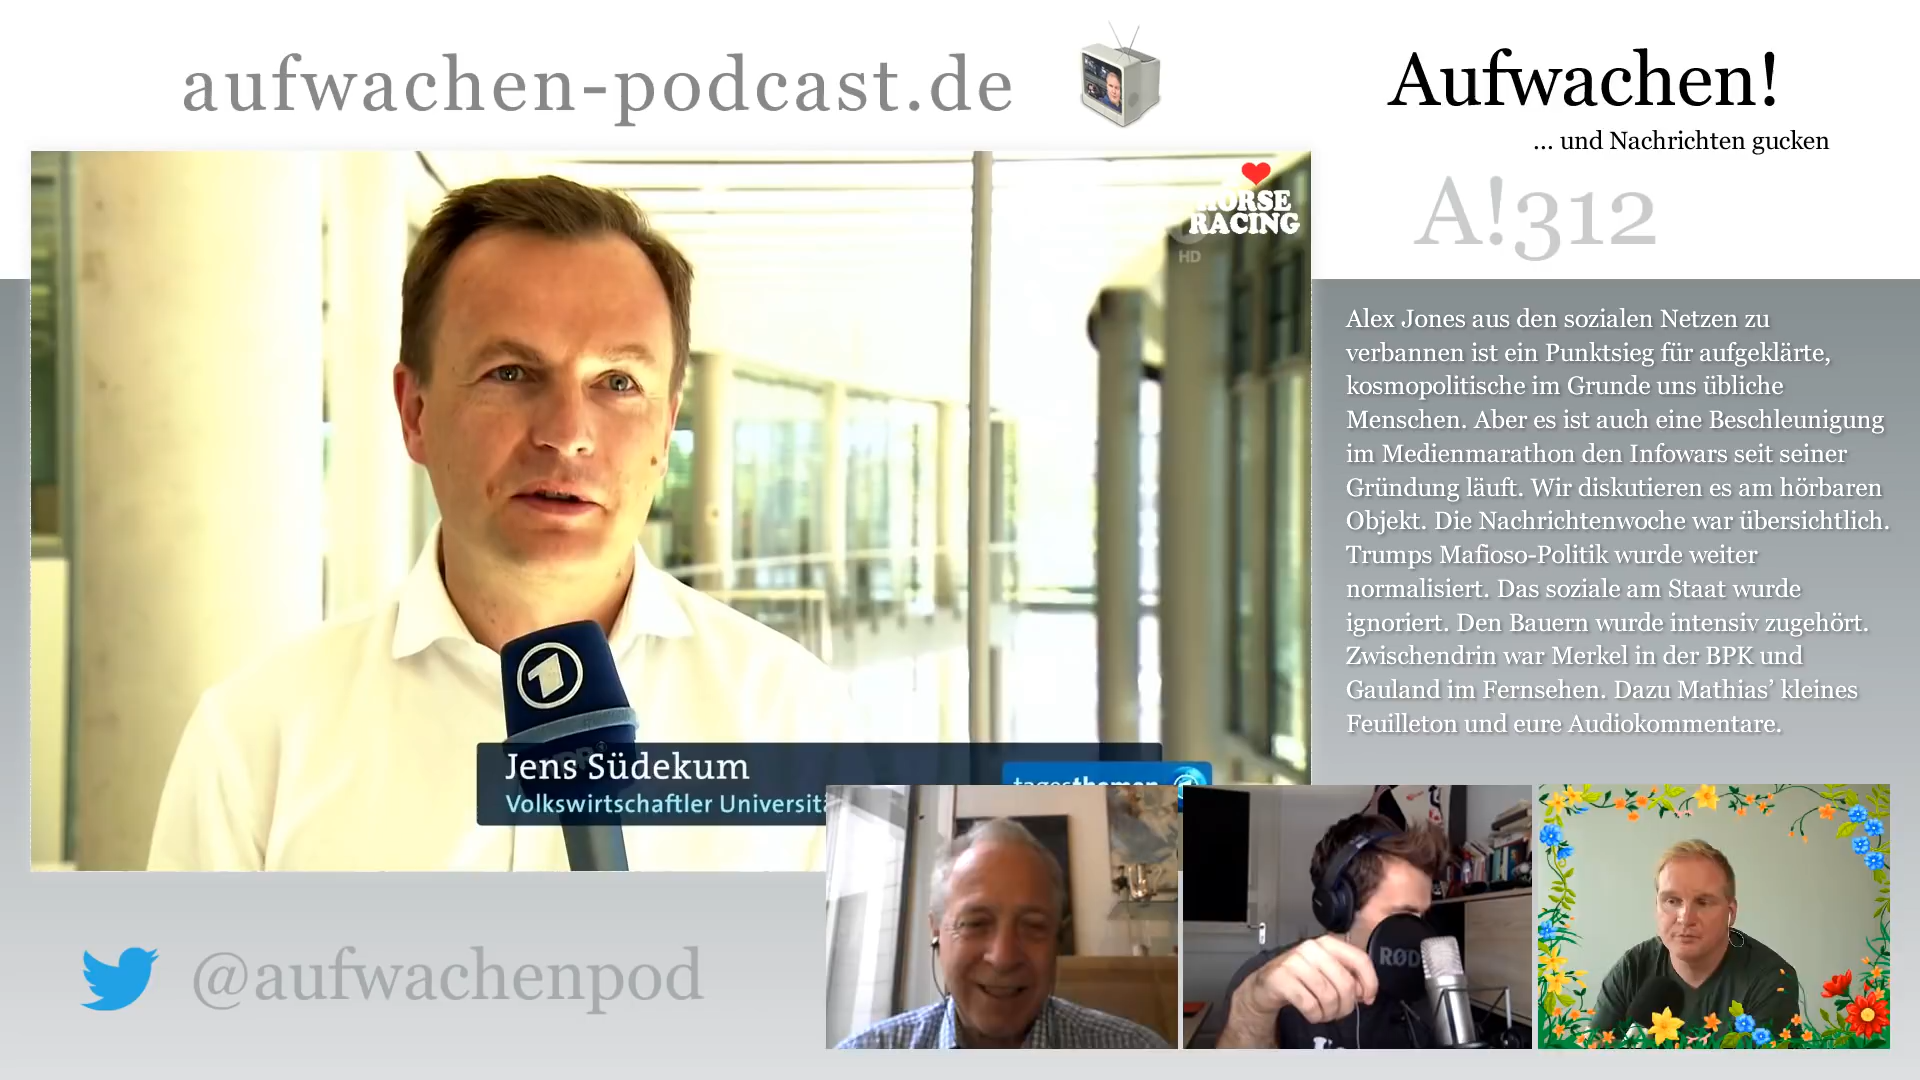 aufwachen-podcast.de
Aufwachen!
... und Nachrichten gucken
A!312
HORSE
RACING
HD
Alex Jones aus den sozialen Netzen zu
verbannen ist ein Punktsieg für aufgeklärte,
kosmopolitische im Grunde uns übliche
Menschen. Aber es ist auch eine Beschleunigung
im Medienmarathon den Infowars seit seiner
Gründung läuft. Wir diskutieren es am hörbaren
Objekt. Die Nachrichtenwoche war übersichtlich.
Trumps Mafioso-Politik wurde weiter
normalisiert. Das soziale am Staat wurde
ignoriert. Den Bauern wurde intensiv zugehört.
Zwischendrin war Merkel in der BPK und
Gauland im Fernsehen. Dazu Mathias’ kleines
Feuilleton und eure Audiokommentare.
1
Jens Südekum
Volkswirtschaftler Universitä
tagesthemen
RØD
@aufwachenpod